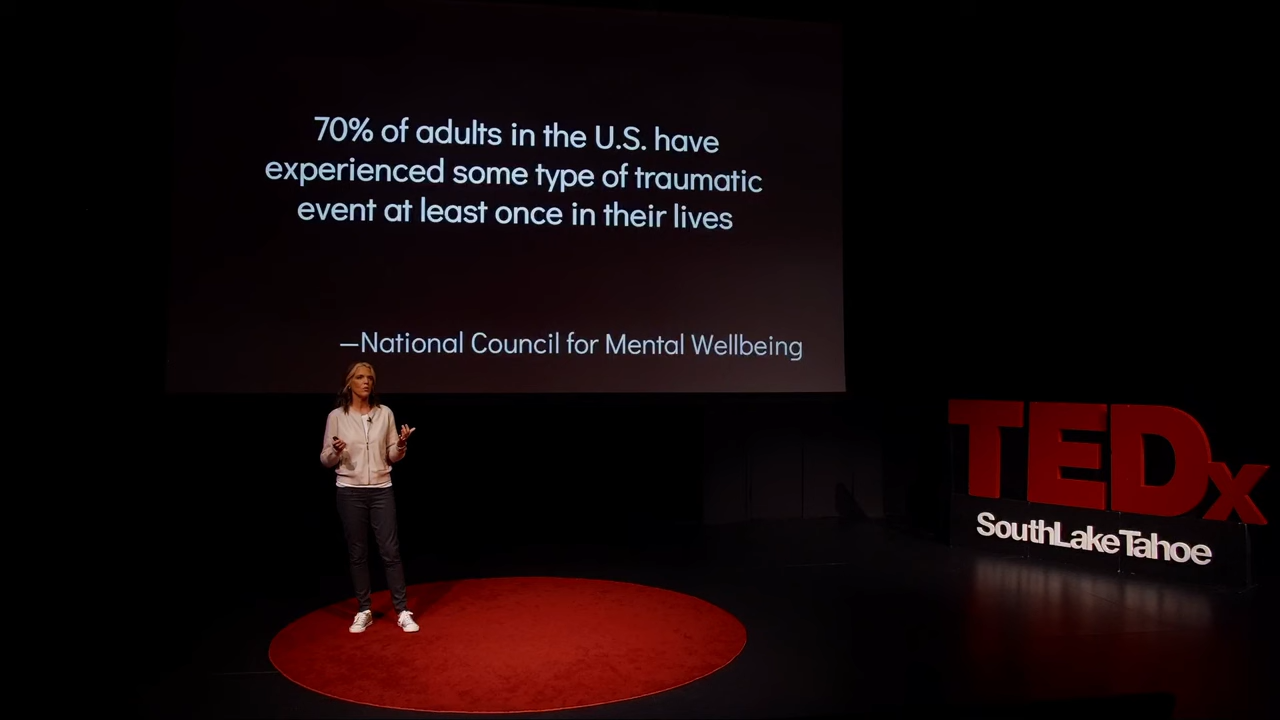 70% of adults in the U.S. have
experienced some type of traumatic
event at least once in their lives
—National Council for Mental Wellbeing
TEDx
SouthLakeTahoe